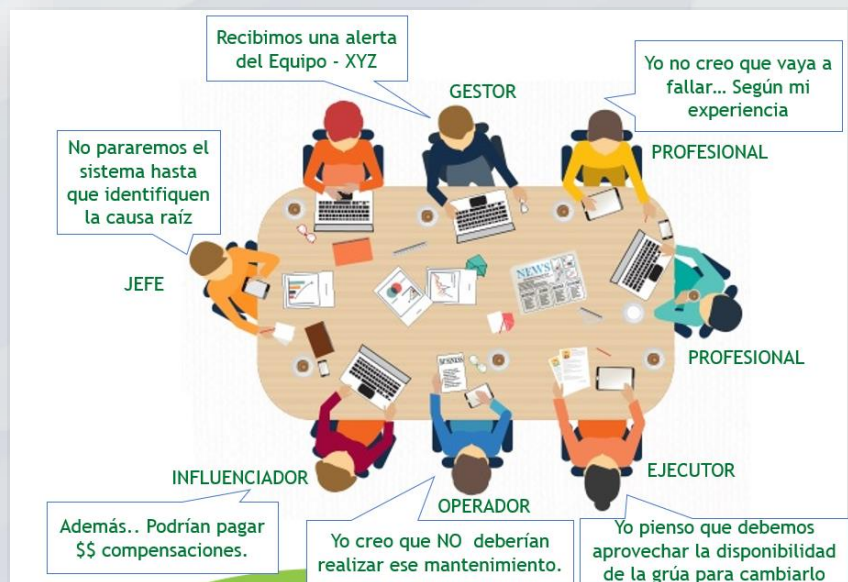 Recibimos una alerta
del Equipo - XYZ
GESTOR
Yo no creo que vaya a
fallar... Según mi
experiencia
PROFESIONAL
No pararemos el
sistema hasta
que identifiquen
la causa raíz
JEFE
NEWS
BUSINESS
PROFESIONAL
INFLUENCIADOR
Además.. Podrían pagar
$$ compensaciones.
OPERADOR
Yo creo que NO deberían
realizar ese mantenimiento.
EJECUTOR
Yo pienso que debemos
aprovechar la disponibilidad
de la grúa para cambiarlo